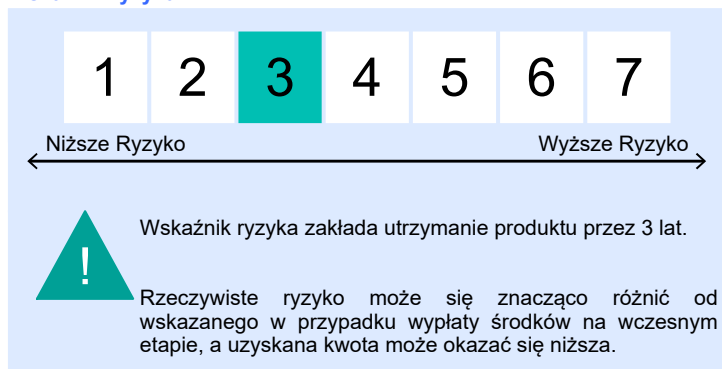 1 2 3 4 5 6 7
Niższe Ryzyko Wyższe Ryzyko
!
Wskaźnik ryzyka zakłada utrzymanie produktu przez 3 lat.
Rzeczywiste ryzyko może się znacząco różnić od
wskazanego w przypadku wypłaty środków na wczesnym
etapie, a uzyskana kwota może okazać się niższa.